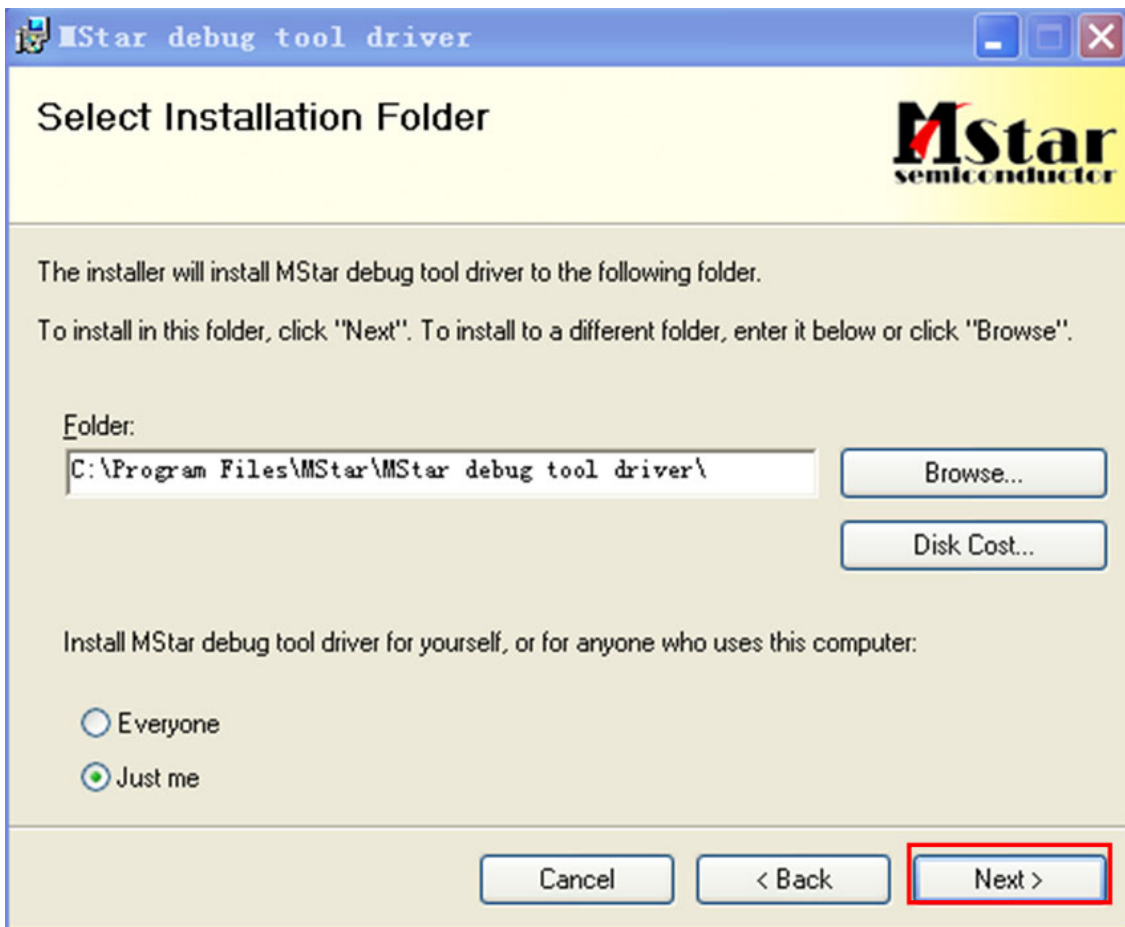 MStar debug tool driver
Select Installation Folder
MStar
semiconductor
The installer will install MStar debug tool driver to the following folder.
To install in this folder, click "Next". To install to a different folder, enter it below or click "Browse".
Folder:
C:\Program Files\MStar\MStar debug tool driver\
Browse...
Disk Cost...
Install MStar debug tool driver for yourself, or for anyone who uses this computer:
Everyone
Just me
Cancel
< Back
Next >